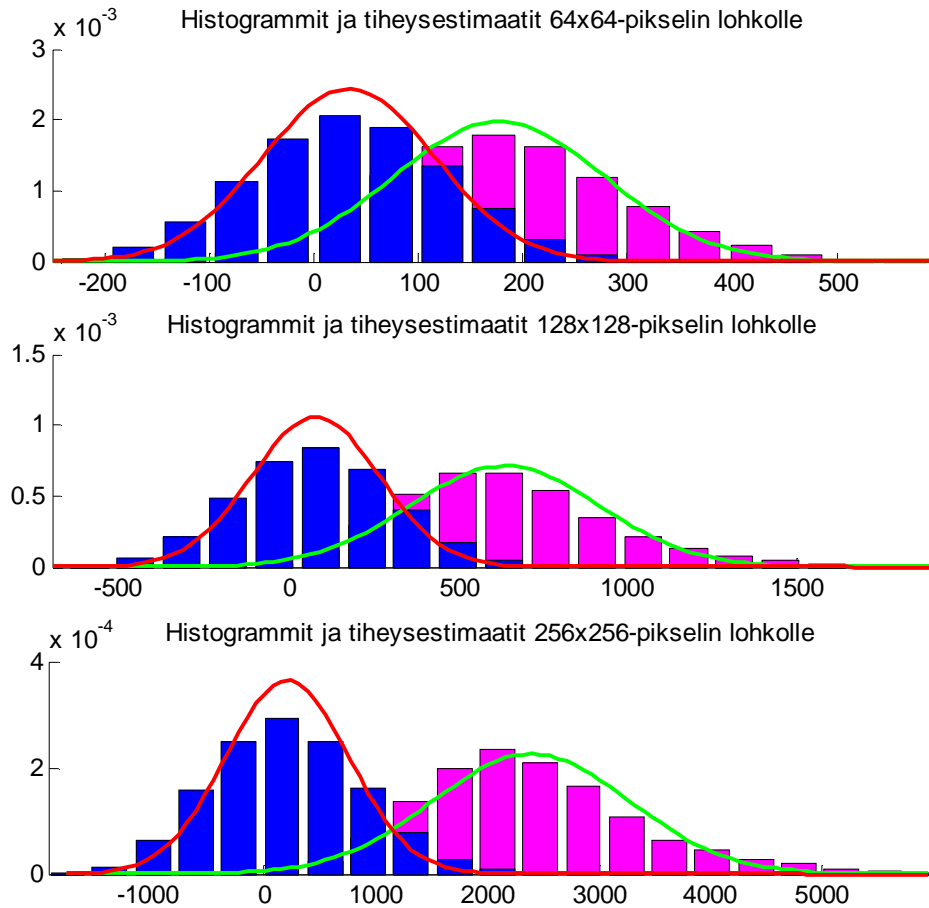 x 10-3
Histogrammit ja tiheysestimaatit 64x64-pikselin lohkolle
3
2
1
0
-200 -100 0 100 200 300 400 500
x 10-3
Histogrammit ja tiheysestimaatit 128x128-pikselin lohkolle
1.5
1
0.5
0
-500 0 500 1000 1500
x 10-4
Histogrammit ja tiheysestimaatit 256x256-pikselin lohkolle
4
2
0
-1000 0 1000 2000 3000 4000 5000